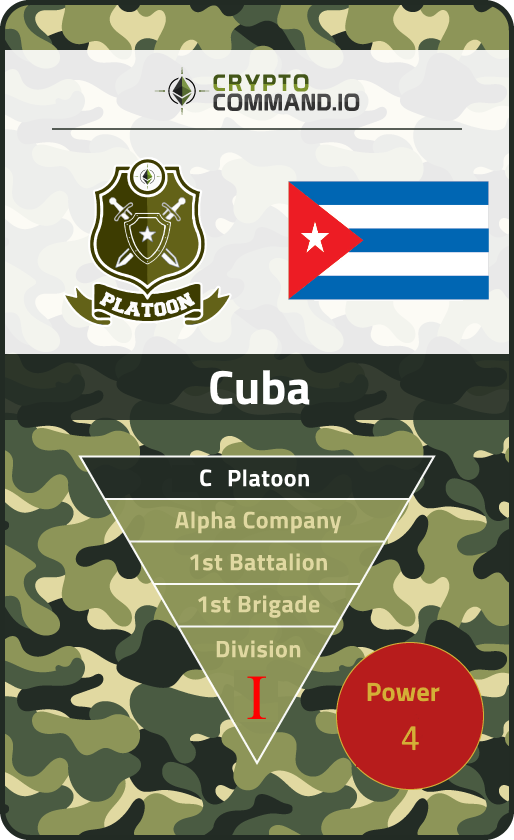 CRYPTO
COMMAND.IO
PLATOON
Cuba
C Platoon
Alpha Company
1st Battalion
1st Brigade
Division
I
Power
4